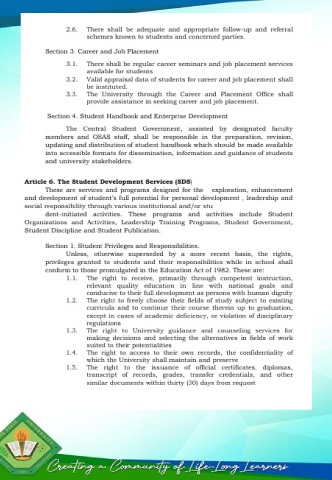 2.6. There shall be adequate and appropriate follow-up and referral
schemes known to students and concerned parties.
Section 3. Career and Job Placement
3.1. There shall be regular career seminars and job placement services
available for students
3.2. Valid appraisal data of students for career and job placement shall
be instituted.
3.3. The University through the Career and Placement Office shall
provide assistance in seeking career and job placement.
Section 4. Student Handbook and Enterprise Development
The Central Student Government, assisted by designated faculty
members and OSAS staff, shall be responsible in the preparation, revision,
updating and distribution of student handbook which should be made available
into accessible formats for dissemination, information and guidance of students
and university stakeholders.
Article 6. The Student Development Services (SDS)
These are services and programs designed for the exploration, enhancement
and development of student's full potential for personal development , leadership and
social responsibility through various institutional and/or stu
dent-initiated activities. These programs and activities include Student
Organizations and Activities, Leadership Training Programs, Student Government,
Student Discipline and Student Publication.
Section 1. Student Privileges and Responsibilities.
Unless, otherwise superseded by a more recent basis, the rights,
privileges granted to students and their responsibilities while in school shall
conform to those promulgated in the Education Act of 1982. These are:
1.1. The right to receive, primarily through competent instruction,
relevant quality education in line with national goals and
conducive to their full development as persons with human dignity
1.2. The right to freely choose their fields of study subject to existing
curricula and to continue their course therein up to graduation,
except in cases of academic deficiency, or violation of disciplinary
regulations
1.3. The right to University guidance and counseling services for
making decisions and selecting the alternatives in fields of work
suited to their potentialities
1.4. The right to access to their own records, the confidentiality of
which the University shall maintain and preserve
1.5. The right to the issuance of official certificates, diplomas,
transcript of records, grades, transfer credentials, and other
similar documents within thirty (30) days from request
Creating a Community of Life-Long Learners